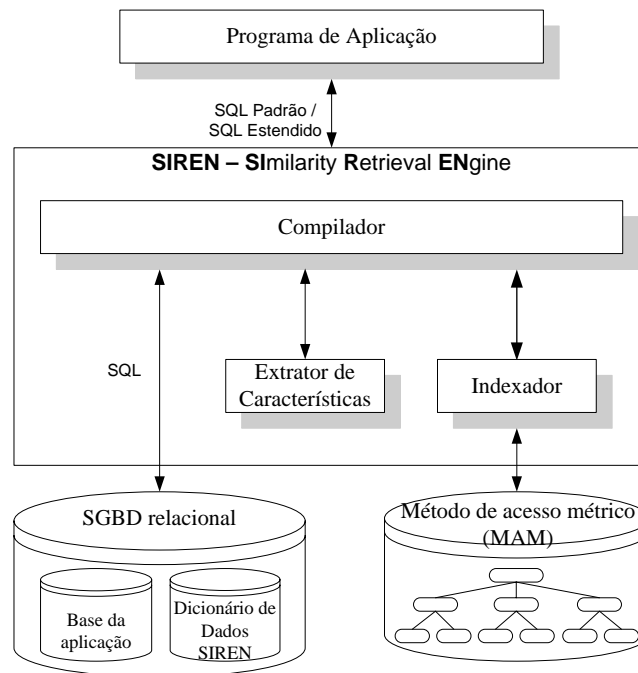 Programa de Aplicação
SQL Padrão /
SQL Estendido
SIREN – SImilarity Retrieval ENgine
Compilador
SQL
Extrator de
Características
Indexador
SGBD relacional
Base da
aplicação
Dicionário de
Dados
SIREN
Método de acesso métrico
(MAM)